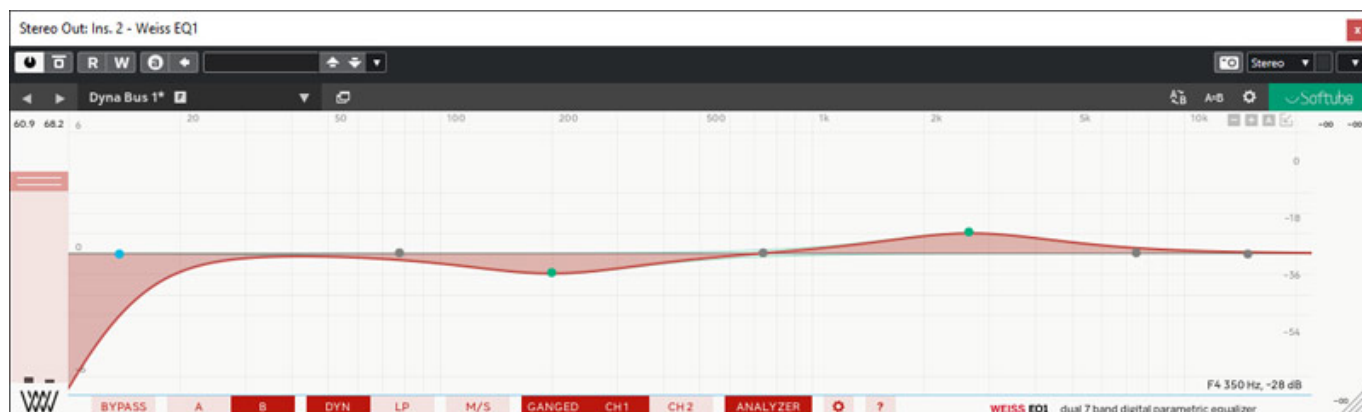 Stereo Out: Ins. 2 - Weiss EQ1
x
R W a Stereo
Dyna Bus 1* F A=B Softube
60.9 68.2 6 20 50 100 200 500 1k 2k 5k 10k -∞ -∞
0
-18
0
-36
-54
F4 350 Hz, -28 dB
BYPASS A B DYN LP M/S GANGED CH1 CH2 ANALYZER ? WEISS EQ1 dual 7 band digital parametric equalizer -∞